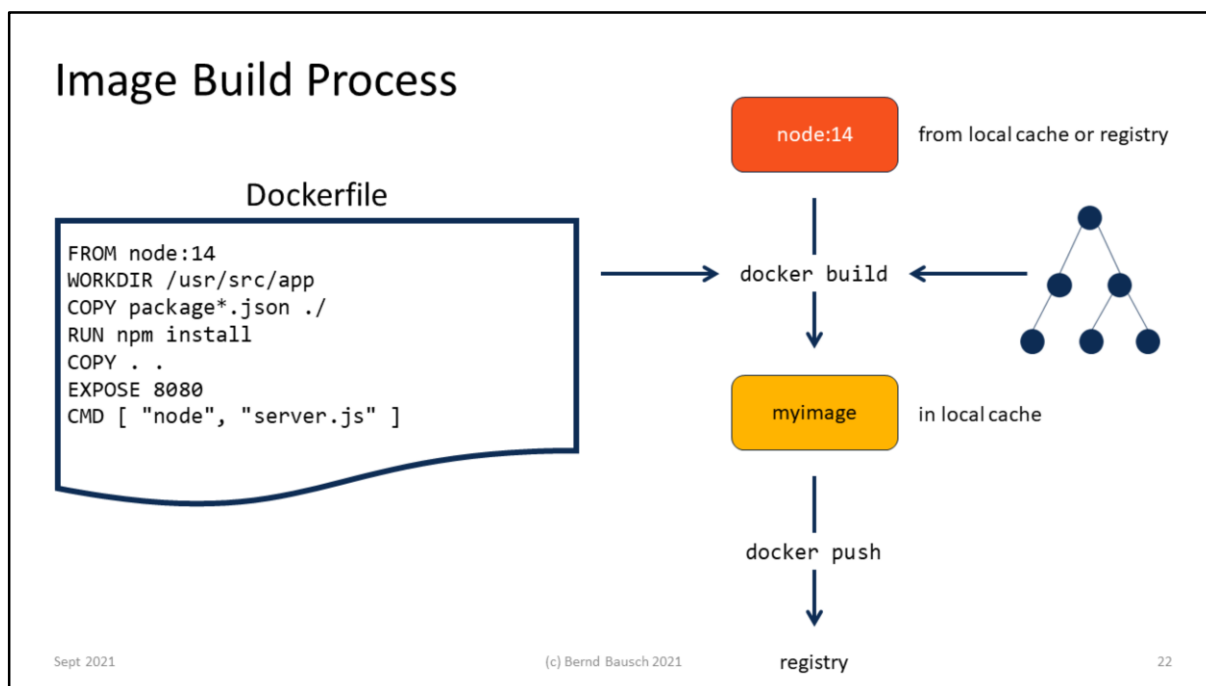 Image Build Process
Dockerfile
FROM node:14
WORKDIR /usr/src/app
COPY package*.json ./
RUN npm install
COPY . .
EXPOSE 8080
CMD [ "node", "server.js" ]
node:14
from local cache or registry
docker build
myimage
in local cache
docker push
registry
Sept 2021
(c) Bernd Bausch 2021
22